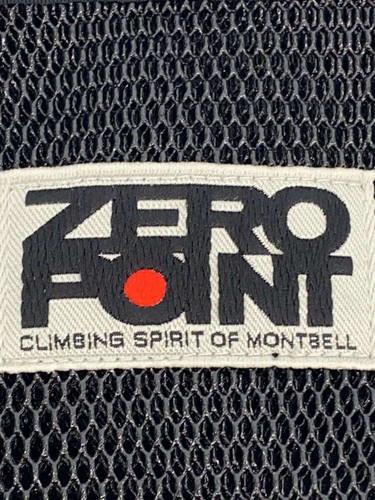 ZERO
POINT
CLIMBING SPIRIT OF MONTBELL